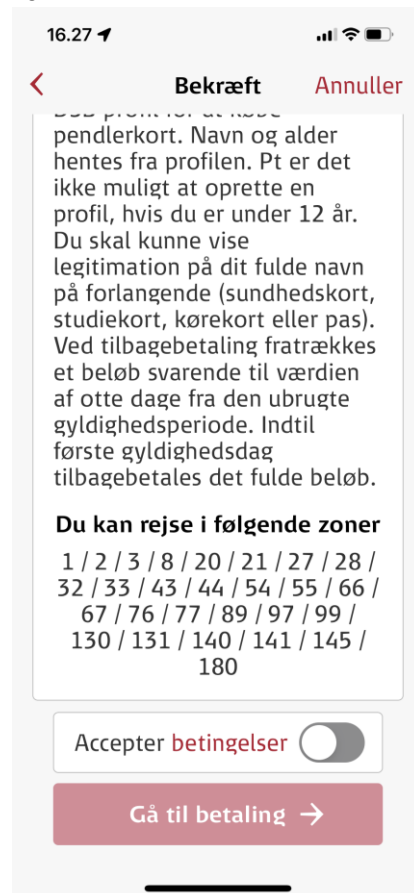 16.27
Bekræft
Annuller
DSB profil for at købe
pendlerkort. Navn og alder
hentes fra profilen. Pt er det
ikke muligt at oprette en
profil, hvis du er under 12 år.
Du skal kunne vise
legitimation på dit fulde navn
på forlangende (sundhedskort,
studiekort, kørekort eller pas).
Ved tilbagebetaling fratrækkes
et beløb svarende til værdien
af otte dage fra den ubrugte
gyldighedsperiode. Indtil
første gyldighedsdag
tilbagebetales det fulde beløb.
Du kan rejse i følgende zoner
1 / 2 / 3 / 8 / 20 / 21 / 27 / 28 /
32 / 33 / 43 / 44 / 54 / 55 / 66 /
67 / 76 / 77 / 89 / 97 / 99 /
130 / 131 / 140 / 141 / 145 /
180
Accepter betingelser
Gå til betaling →